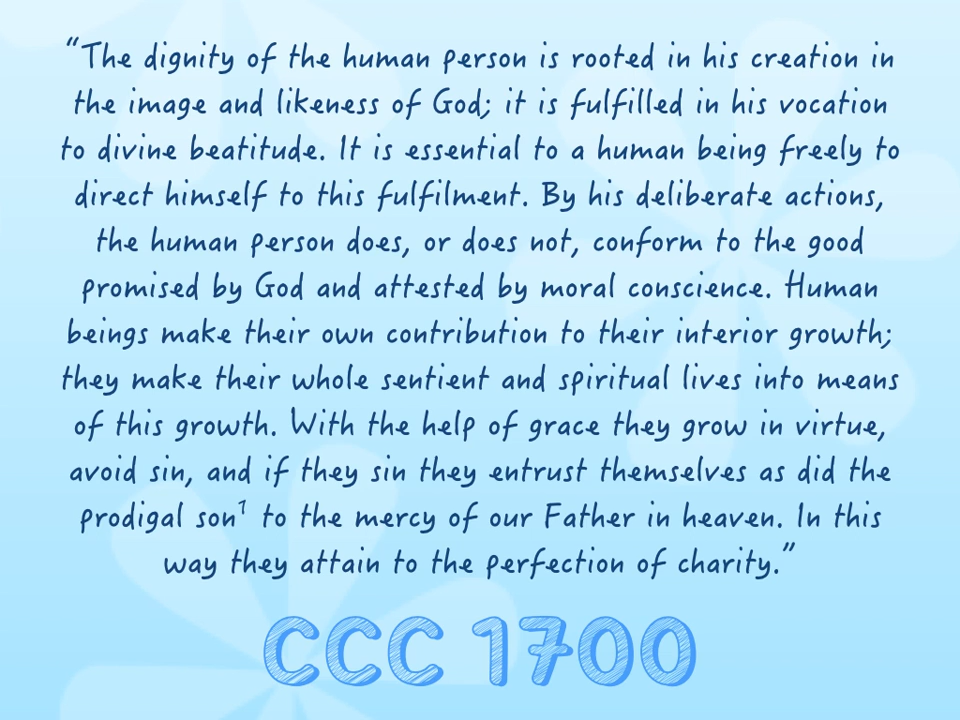 “The dignity of the human person is rooted in his creation in
the image and likeness of God; it is fulfilled in his vocation
to divine beatitude. It is essential to a human being freely to
direct himself to this fulfilment. By his deliberate actions,
the human person does, or does not, conform to the good
promised by God and attested by moral conscience. Human
beings make their own contribution to their interior growth;
they make their whole sentient and spiritual lives into means
of this growth. With the help of grace they grow in virtue,
avoid sin, and if they sin they entrust themselves as did the
prodigal son¹ to the mercy of our Father in heaven. In this
way they attain to the perfection of charity.”
CCC 1700